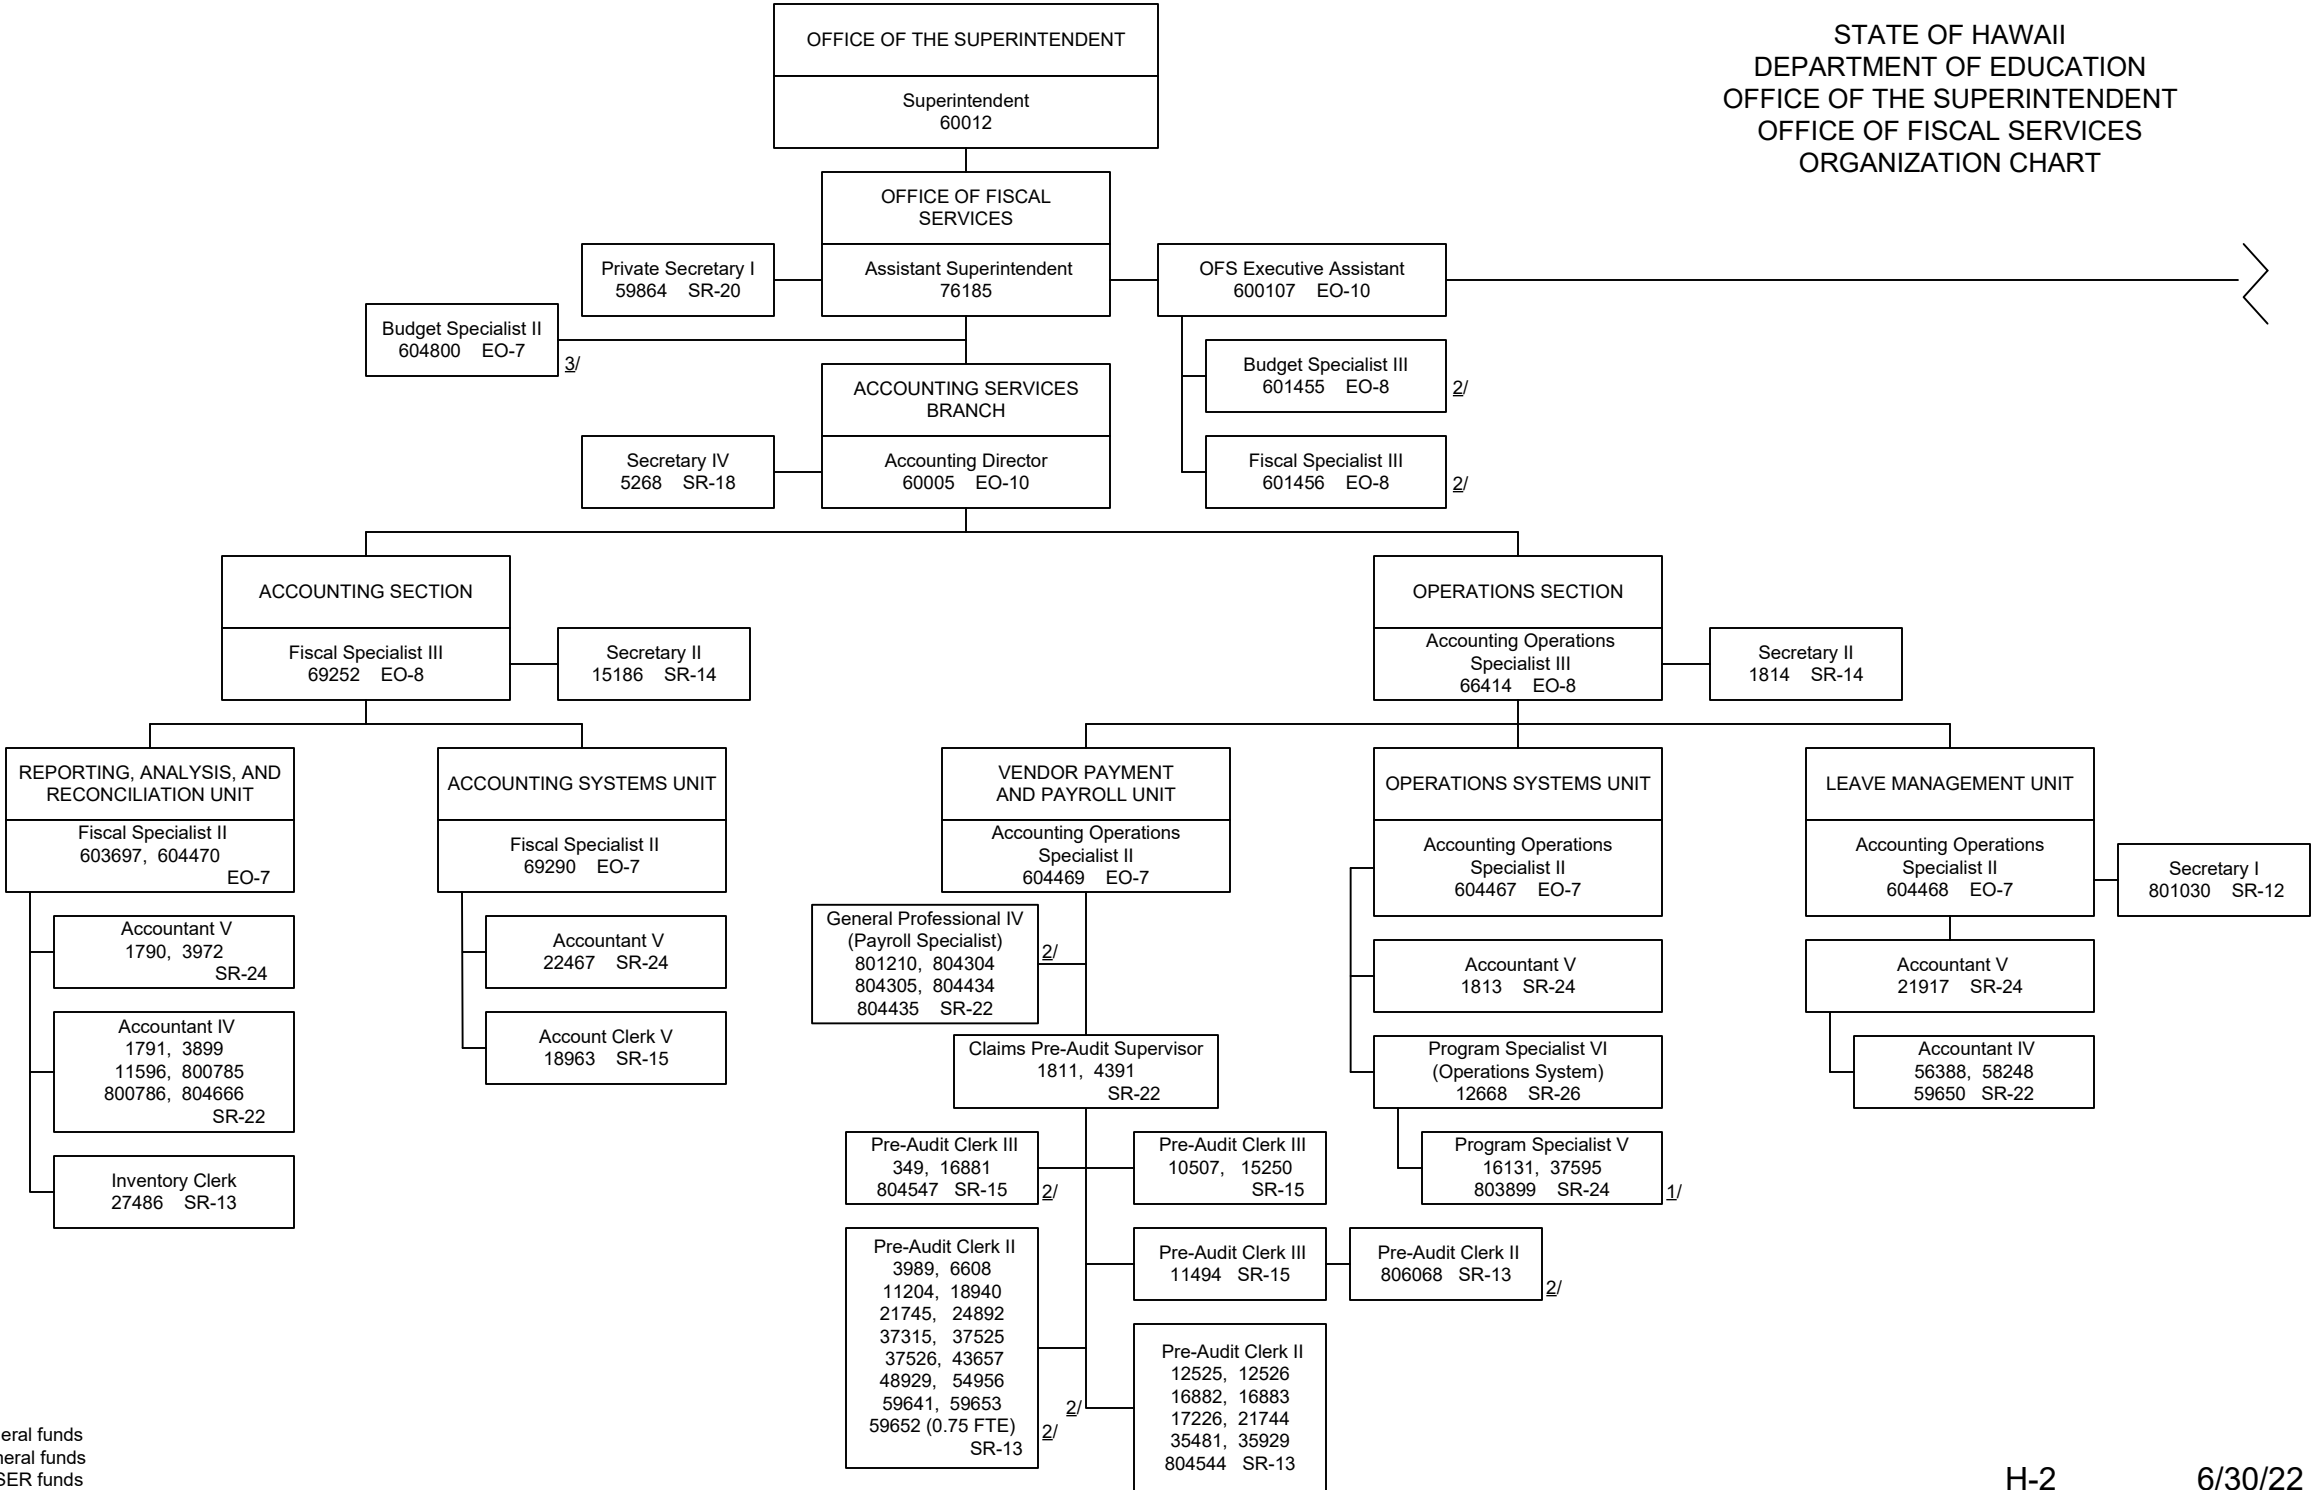 STATE OF HAWAII
DEPARTMENT OF EDUCATION
OFFICE OF THE SUPERINTENDENT
OFFICE OF FISCAL SERVICES
ORGANIZATION CHART
OFFICE OF THE SUPERINTENDENT
Superintendent
60012
OFFICE OF FISCAL
SERVICES
Assistant Superintendent
76185
Private Secretary I
59864 SR-20
OFS Executive Assistant
600107 EO-10
Budget Specialist II
604800 EO-7
3/
Budget Specialist III
601455 EO-8
2/
Fiscal Specialist III
601456 EO-8
2/
ACCOUNTING SERVICES
BRANCH
Accounting Director
60005 EO-10
Secretary IV
5268 SR-18
ACCOUNTING SECTION
Fiscal Specialist III
69252 EO-8
Secretary II
15186 SR-14
OPERATIONS SECTION
Accounting Operations
Specialist III
66414 EO-8
Secretary II
1814 SR-14
REPORTING, ANALYSIS, AND
RECONCILIATION UNIT
Fiscal Specialist II
603697, 604470
EO-7
Accountant V
1790, 3972
SR-24
Accountant IV
1791, 3899
11596, 800785
800786, 804666
SR-22
Inventory Clerk
27486 SR-13
ACCOUNTING SYSTEMS UNIT
Fiscal Specialist II
69290 EO-7
Accountant V
22467 SR-24
Account Clerk V
18963 SR-15
VENDOR PAYMENT
AND PAYROLL UNIT
Accounting Operations
Specialist II
604469 EO-7
General Professional IV
(Payroll Specialist)
801210, 804304
804305, 804434
804435 SR-22
2/
Claims Pre-Audit Supervisor
1811, 4391
SR-22
Pre-Audit Clerk III
349, 16881
804547 SR-15
2/
Pre-Audit Clerk III
10507, 15250
SR-15
Pre-Audit Clerk II
3989, 6608
11204, 18940
21745, 24892
37315, 37525
37526, 43657
48929, 54956
59641, 59653
59652 (0.75 FTE)
SR-13
2/
Pre-Audit Clerk III
11494 SR-15
Pre-Audit Clerk II
806068 SR-13
2/
Pre-Audit Clerk II
12525, 12526
16882, 16883
17226, 21744
35481, 35929
804544 SR-13
2/
OPERATIONS SYSTEMS UNIT
Accounting Operations
Specialist II
604467 EO-7
Accountant V
1813 SR-24
Program Specialist VI
(Operations System)
12668 SR-26
Program Specialist V
16131, 37595
803899 SR-24
1/
LEAVE MANAGEMENT UNIT
Accounting Operations
Specialist II
604468 EO-7
Secretary I
801030 SR-12
Accountant V
21917 SR-24
Accountant IV
56388, 58248
59650 SR-22
eral funds
neral funds
SER funds
H-2 6/30/22